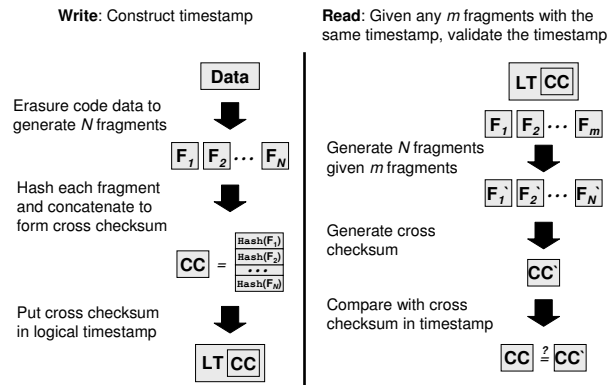 Write: Construct timestamp
Data
Erasure code data to
generate N fragments
F1 F2 ... FN
Hash each fragment
and concatenate to
form cross checksum
CC =
Hash(F1)
Hash(F2)
...
Hash(FN)
Put cross checksum
in logical timestamp
LT CC
Read: Given any m fragments with the
same timestamp, validate the timestamp
LT CC
F1 F2 ... Fm
Generate N fragments
given m fragments
F1` F2` ... FN`
Generate cross
checksum
CC`
Compare with cross
checksum in timestamp
CC ?= CC`